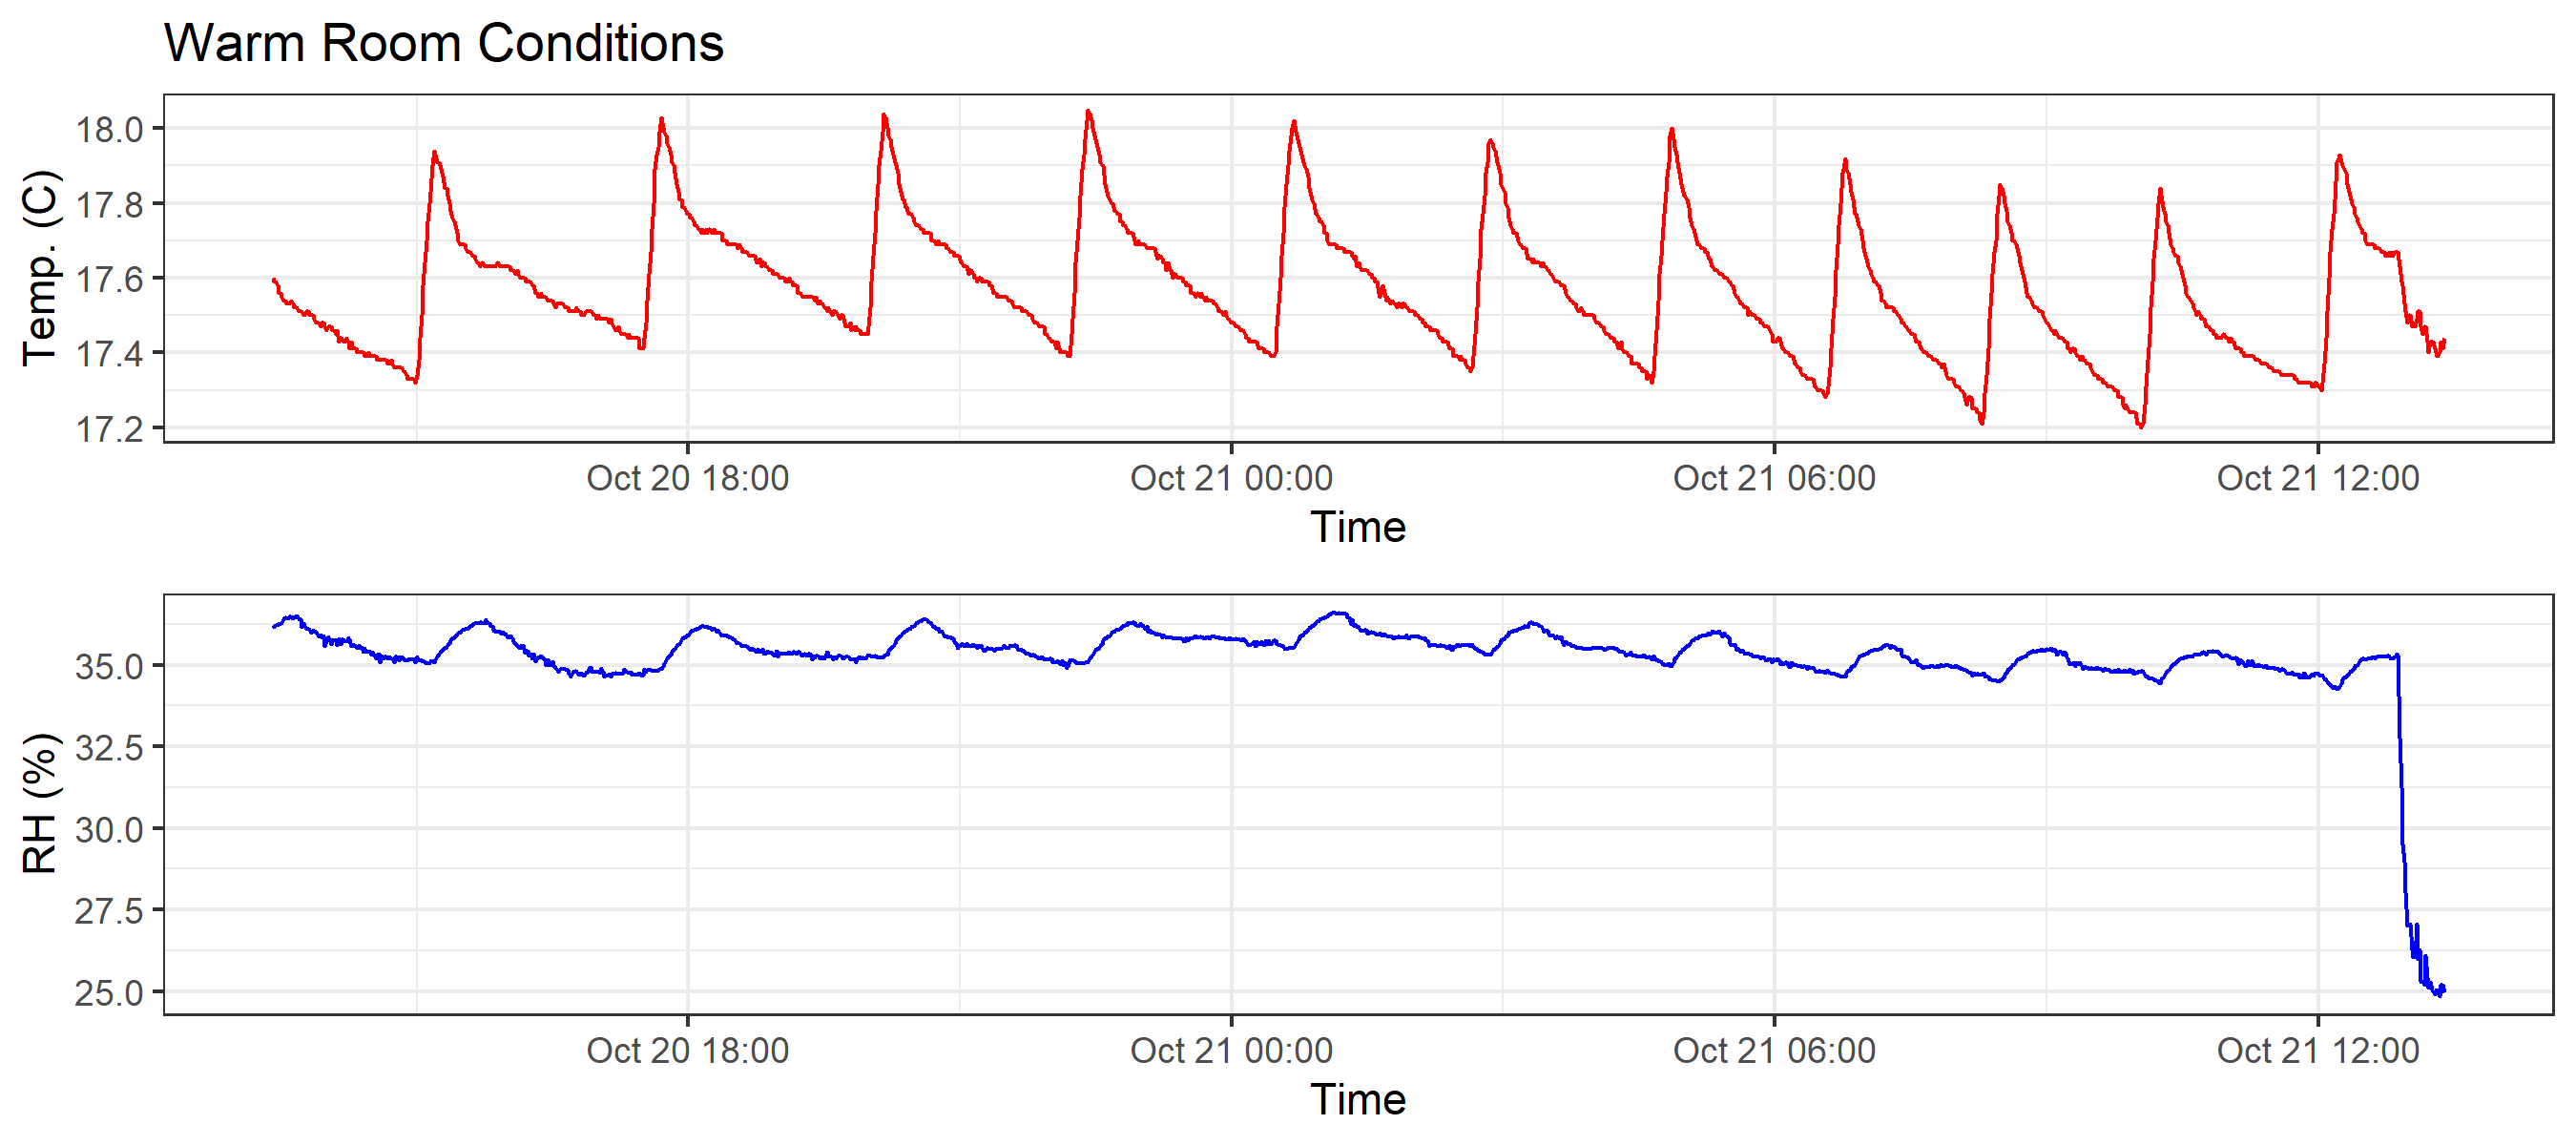 Warm Room Conditions
Temp. (C)
18.0
17.8
17.6
17.4
17.2
Oct 20 18:00 Oct 21 00:00 Oct 21 06:00 Oct 21 12:00
Time
RH (%)
35.0
32.5
30.0
27.5
25.0
Oct 20 18:00 Oct 21 00:00 Oct 21 06:00 Oct 21 12:00
Time